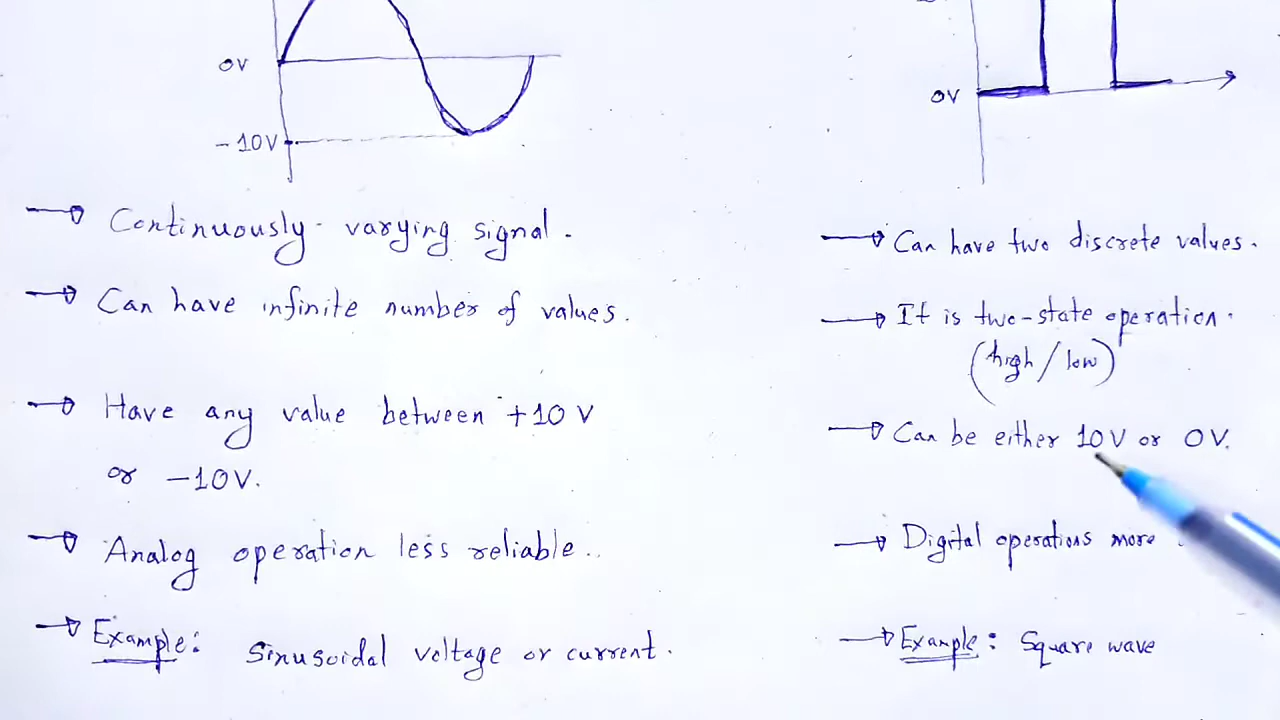 0V
-10V
→ Continuously- varying signal.
→ Can have infinite number of values.
→ Have any value between +10 V
or -10V.
→ Analog operation less reliable..
→ Example: Sinusoidal voltage or current.
0V
→ Can have two discrete values.
→ It is two-state operation.
(high/low)
→ Can be either 10V or 0V.
→ Digital operations more
→ Example: Square wave